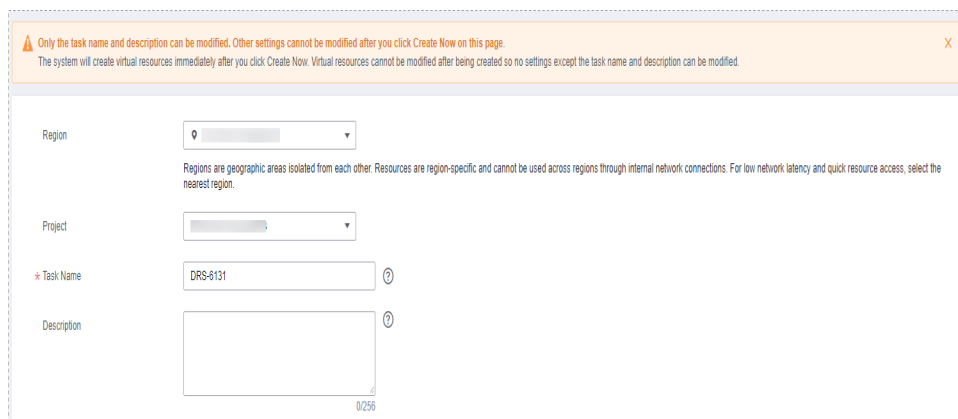 Only the task name and description can be modified. Other settings cannot be modified after you click Create Now on this page.
The system will create virtual resources immediately after you click Create Now. Virtual resources cannot be modified after being created so no settings except the task name and description can be modified.
Region
Regions are geographic areas isolated from each other. Resources are region-specific and cannot be used across regions through internal network connections. For low network latency and quick resource access, select the
nearest region.
Project
* Task Name
DRS-6131
Description
0/256